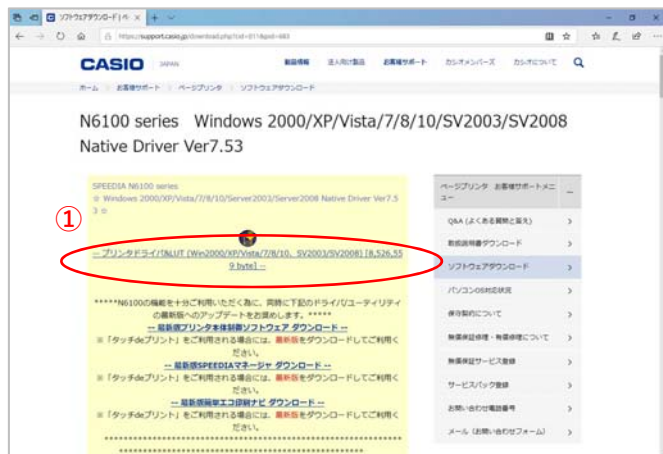 ソフトウェアダウンロード | ペ
https://support.casio.jp/download.php?cid=011&pid=683
CASIO JAPAN 製品情報 法人向け製品 お客様サポート カシオメンバーズ カシオについて
ホーム お客様サポート ページプリンタ ソフトウェアダウンロード
N6100 series Windows 2000/XP/Vista/7/8/10/SV2003/SV2008
Native Driver Ver7.53
SPEEDIA N6100 series
☆ Windows 2000/XP/Vista/7/8/10/Server2003/Server2008 Native Driver Ver7.5
3 ☆
①
-- プリンタドライバ&LUT (Win2000/XP/Vista/7/8/10、SV2003/SV2008) [8,526,55
9 byte] --
*****N6100の機能を十分ご利用いただく為に、同時に下記のドライバ/ユーティリティ
の最新版へのアップデートをお奨めします。*****
-- 最新版プリンタ本体制御ソフトウェア ダウンロード --
※「タッチdeプリント」をご利用される場合には、最新版をダウンロードしてご利用く
ださい。
-- 最新版SPEEDIAマネージャ ダウンロード --
※「タッチdeプリント」をご利用される場合には、最新版をダウンロードしてご利用く
ださい。
-- 最新版簡単エコ印刷ナビ ダウンロード --
※「タッチdeプリント」をご利用される場合には、最新版をダウンロードしてご利用く
ださい。
ページプリンタ お客様サポートメニ
ュー
Q&A (よくある質問と答え)
取扱説明書ダウンロード
ソフトウェアダウンロード
パソコンOS対応状況
保守契約について
無償保証修理・有償修理について
無償保証サービス登録
サービスパック登録
お問い合わせ電話番号
メール (お問い合わせフォーム)